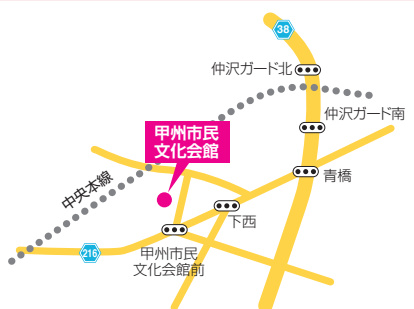 38
仲沢ガード北
仲沢ガード南
甲州市民
文化会館
中央本線
青橋
下西
甲州市民
文化会館前
216